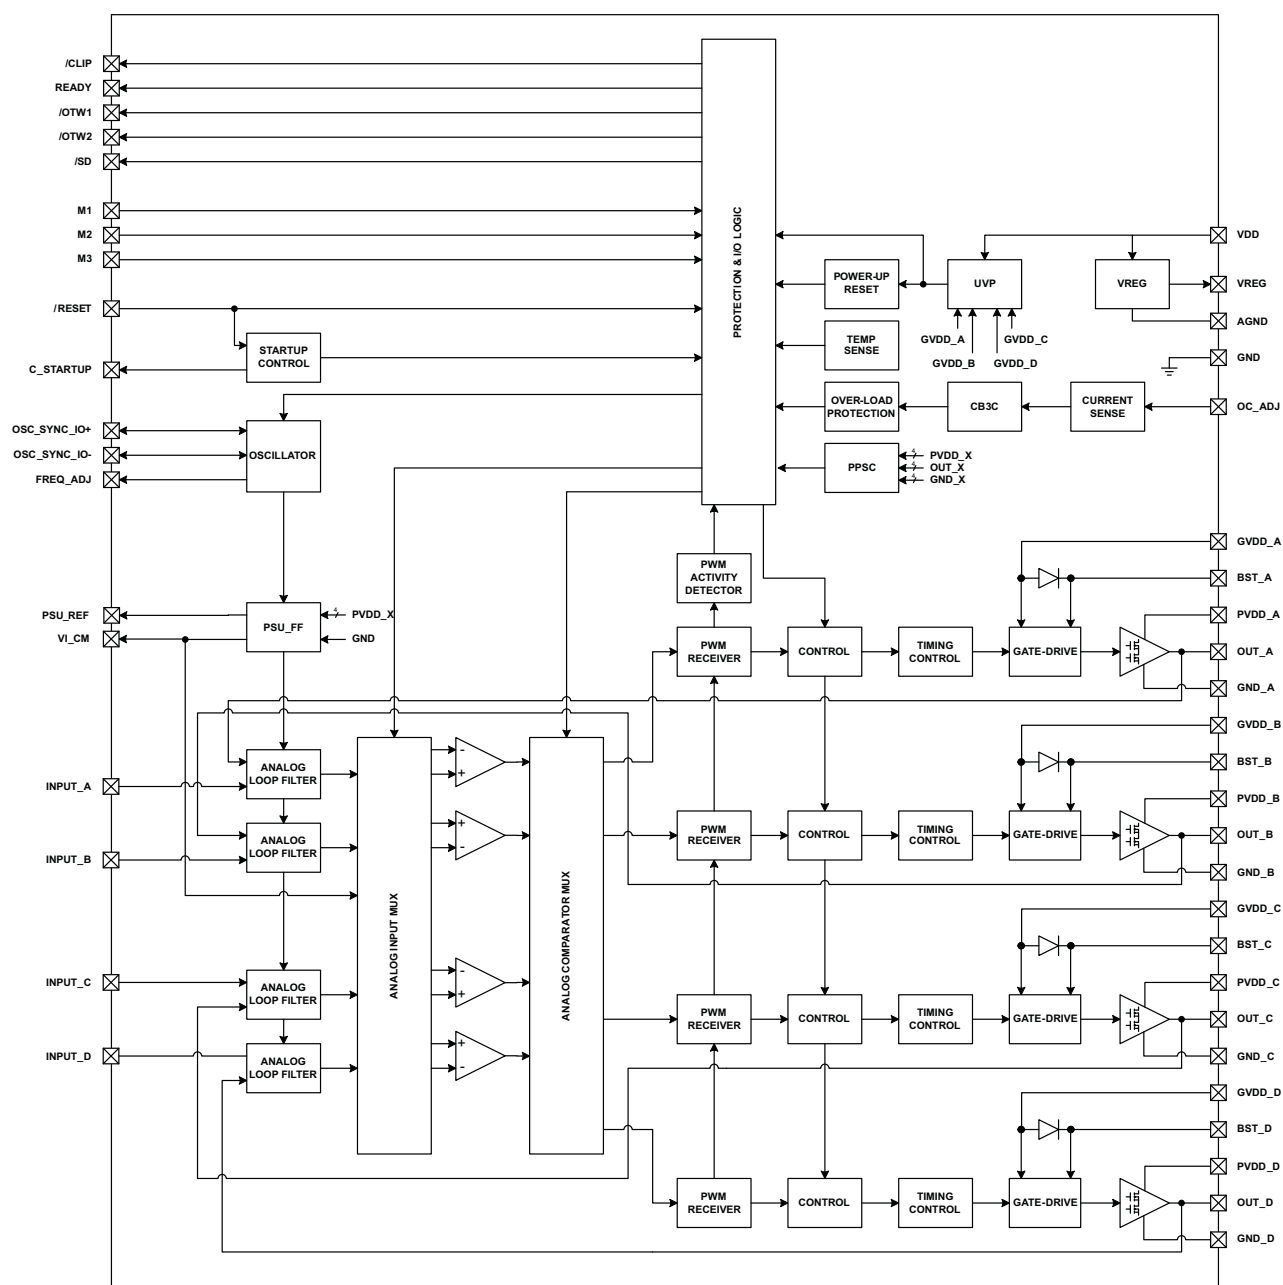 /CLIP
READY
/OTW1
/OTW2
/SD
M1
M2
M3
/RESET
C_STARTUP
OSC_SYNC_IO+
OSC_SYNC_IO-
FREQ_ADJ
PSU_REF
VI_CM
INPUT_A
INPUT_B
INPUT_C
INPUT_D
STARTUP
CONTROL
OSCILLATOR
PSU_FF
4
PVDD_X
GND
ANALOG
LOOP FILTER
ANALOG
LOOP FILTER
ANALOG
LOOP FILTER
ANALOG
LOOP FILTER
ANALOG INPUT MUX
-
+
+
-
-
+
+
-
ANALOG COMPARATOR MUX
PROTECTION & I/O LOGIC
POWER-UP
RESET
UVP
VREG
GVDD_A
GVDD_C
GVDD_B
GVDD_D
TEMP
SENSE
OVER-LOAD
PROTECTION
CB3C
CURRENT
SENSE
PPSC
4
PVDD_X
4
OUT_X
4
GND_X
PWM
ACTIVITY
DETECTOR
PWM
RECEIVER
CONTROL
TIMING
CONTROL
GATE-DRIVE
PWM
RECEIVER
CONTROL
TIMING
CONTROL
GATE-DRIVE
PWM
RECEIVER
CONTROL
TIMING
CONTROL
GATE-DRIVE
PWM
RECEIVER
CONTROL
TIMING
CONTROL
GATE-DRIVE
VDD
VREG
AGND
GND
OC_ADJ
GVDD_A
BST_A
PVDD_A
OUT_A
GND_A
GVDD_B
BST_B
PVDD_B
OUT_B
GND_B
GVDD_C
BST_C
PVDD_C
OUT_C
GND_C
GVDD_D
BST_D
PVDD_D
OUT_D
GND_D